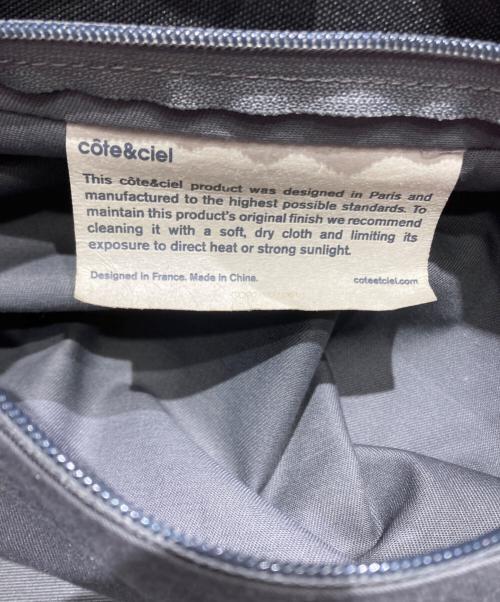 côte&ciel
This côte&ciel product was designed in Paris and
manufactured to the highest possible standards. To
maintain this product's original finish we recommend
cleaning it with a soft, dry cloth and limiting its
exposure to direct heat or strong sunlight.
Designed in France. Made in China.
coteetciel.com